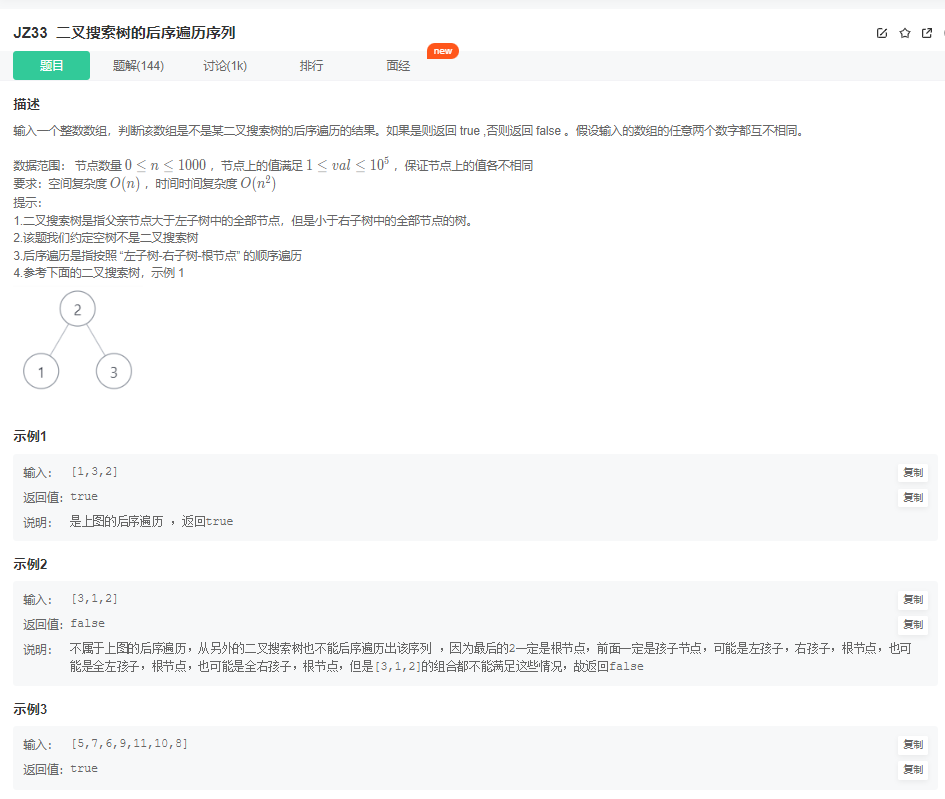 JZ33 二叉搜索树的后序遍历序列
题目 题解(144) 讨论(1k) 排行 面经 new
描述
输入一个整数数组，判断该数组是不是某二叉搜索树的后序遍历的结果。如果是则返回 true ,否则返回 false 。假设输入的数组的任意两个数字都互不相同。
数据范围： 节点数量 0 ≤ n ≤ 1000 ，节点上的值满足 1 ≤ val ≤ 10⁵ ，保证节点上的值各不相同
要求：空间复杂度 O(n) ，时间时间复杂度 O(n²)
提示：
1.二叉搜索树是指父亲节点大于左子树中的全部节点，但是小于右子树中的全部节点的树。
2.该题我们约定空树不是二叉搜索树
3.后序遍历是指按照 “左子树-右子树-根节点” 的顺序遍历
4.参考下面的二叉搜索树，示例 1
2
1 3
示例1
输入： [1,3,2] 复制
返回值： true 复制
说明： 是上图的后序遍历 ，返回true
示例2
输入： [3,1,2] 复制
返回值： false 复制
说明： 不属于上图的后序遍历，从另外的二叉搜索树也不能后序遍历出该序列 ，因为最后的2一定是根节点，前面一定是孩子节点，可能是左孩子，右孩子，根节点，也可
能是全左孩子，根节点，也可能是全右孩子，根节点，但是[3,1,2]的组合都不能满足这些情况，故返回false
示例3
输入： [5,7,6,9,11,10,8] 复制
返回值： true 复制